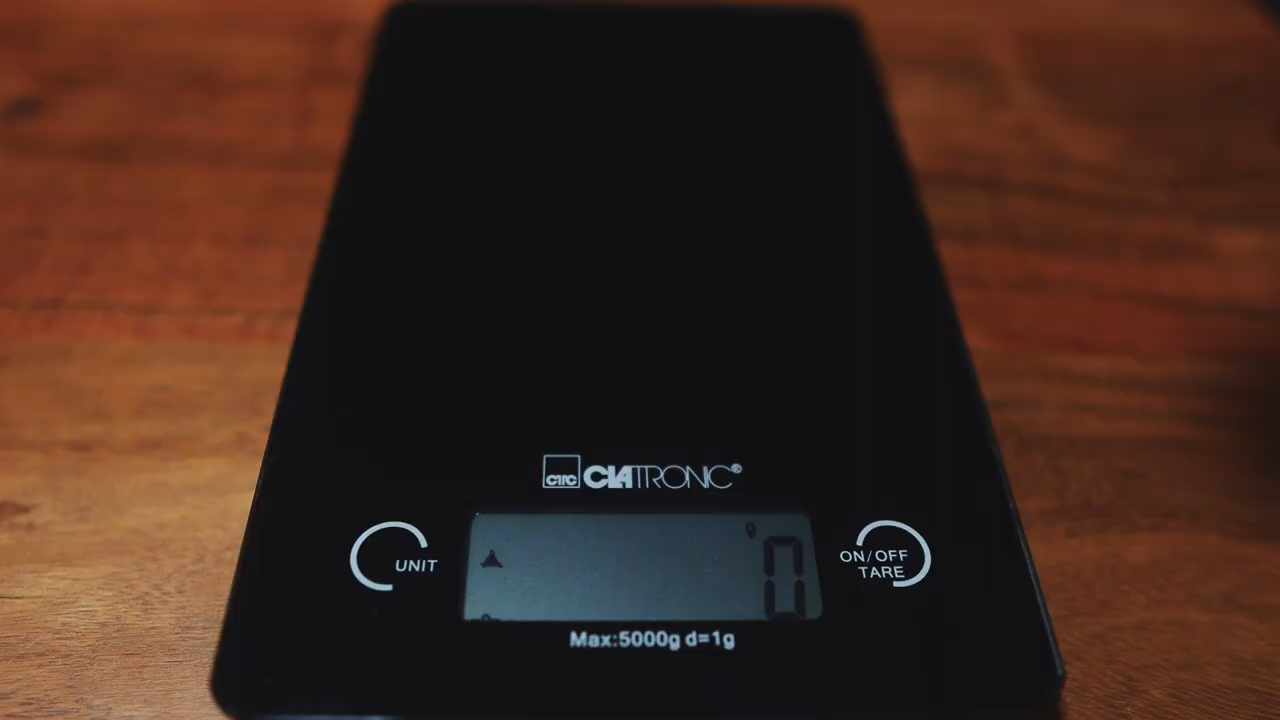 CTC CLATRONIC®
UNIT
g
0
ON/OFF
TARE
Max:5000g d=1g